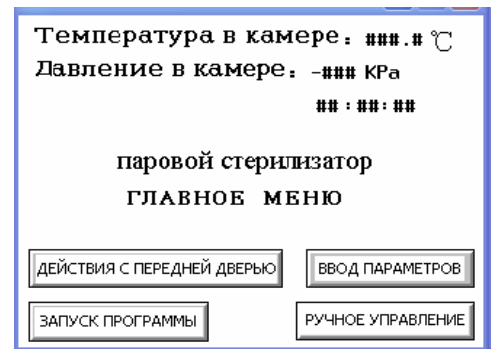 Температура в камере: ###.# ℃
Давление в камере: -### KPa
##:##:##
паровой стерилизатор
ГЛАВНОЕ МЕНЮ
ДЕЙСТВИЯ С ПЕРЕДНЕЙ ДВЕРЬЮ ВВОД ПАРАМЕТРОВ
ЗАПУСК ПРОГРАММЫ РУЧНОЕ УПРАВЛЕНИЕ